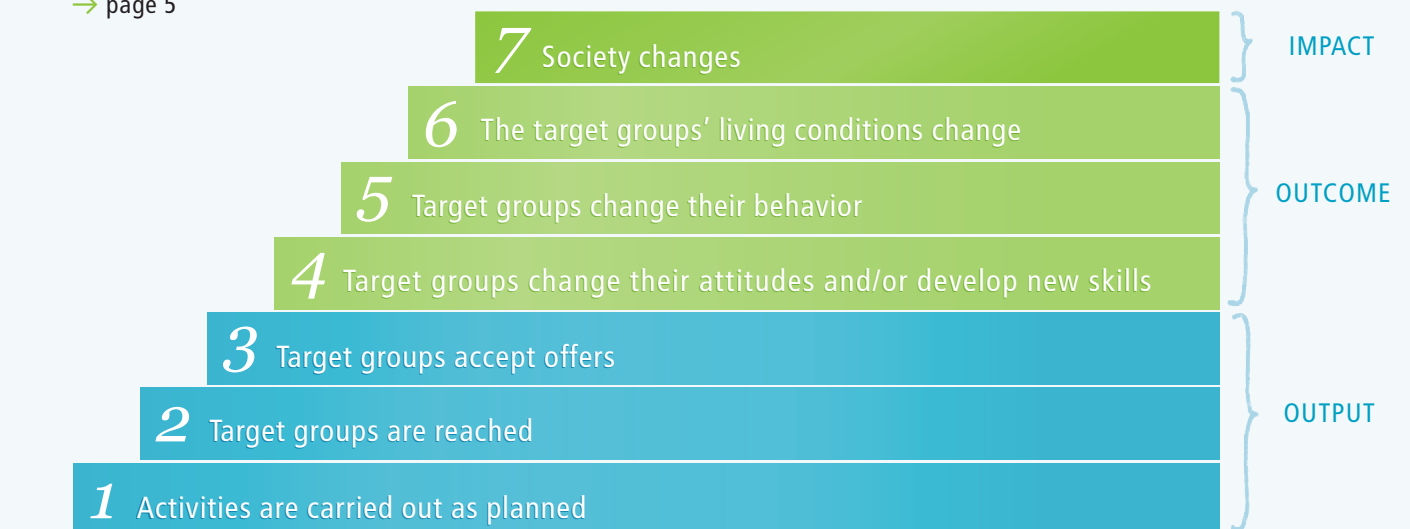 → page 5
7 Society changes
IMPACT
6 The target groups’ living conditions change
5 Target groups change their behavior
OUTCOME
4 Target groups change their attitudes and/or develop new skills
3 Target groups accept offers
OUTPUT
2 Target groups are reached
1 Activities are carried out as planned